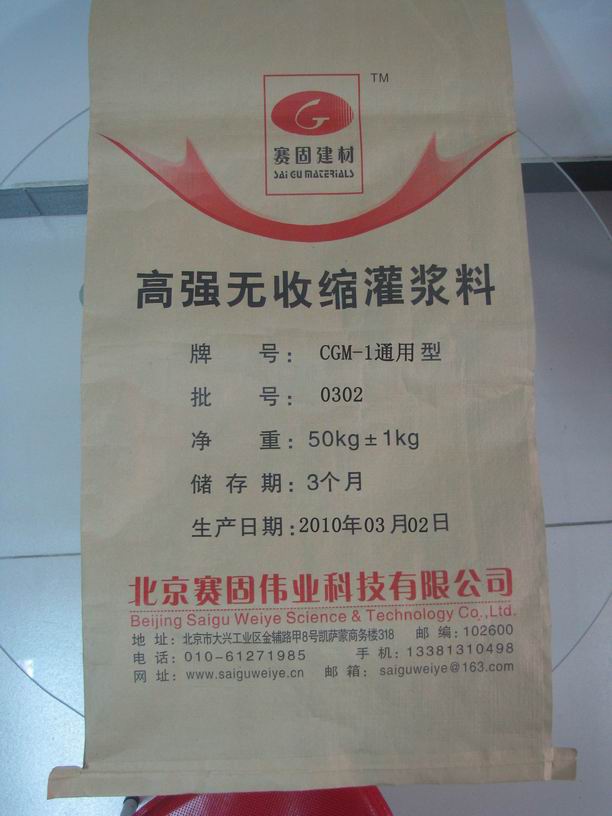 TM
赛固建材
SAI GU MATERIALS
高强无收缩灌浆料
牌 号: CGM-1通用型
批 号: 0302
净 重: 50kg±1kg
储 存 期: 3个月
生产日期: 2010年03月02日
北京赛固伟业科技有限公司
Beijing Saigu Weiye Science & Technology Co.,Ltd.
地 址: 北京市大兴工业区金辅路甲8号凯萨蒙商务楼318 邮 编: 102600
电 话: 010-61271985 手 机: 13381310498
网 址: www.saiguweiye.cn 邮 箱: saiguweiye@163.com